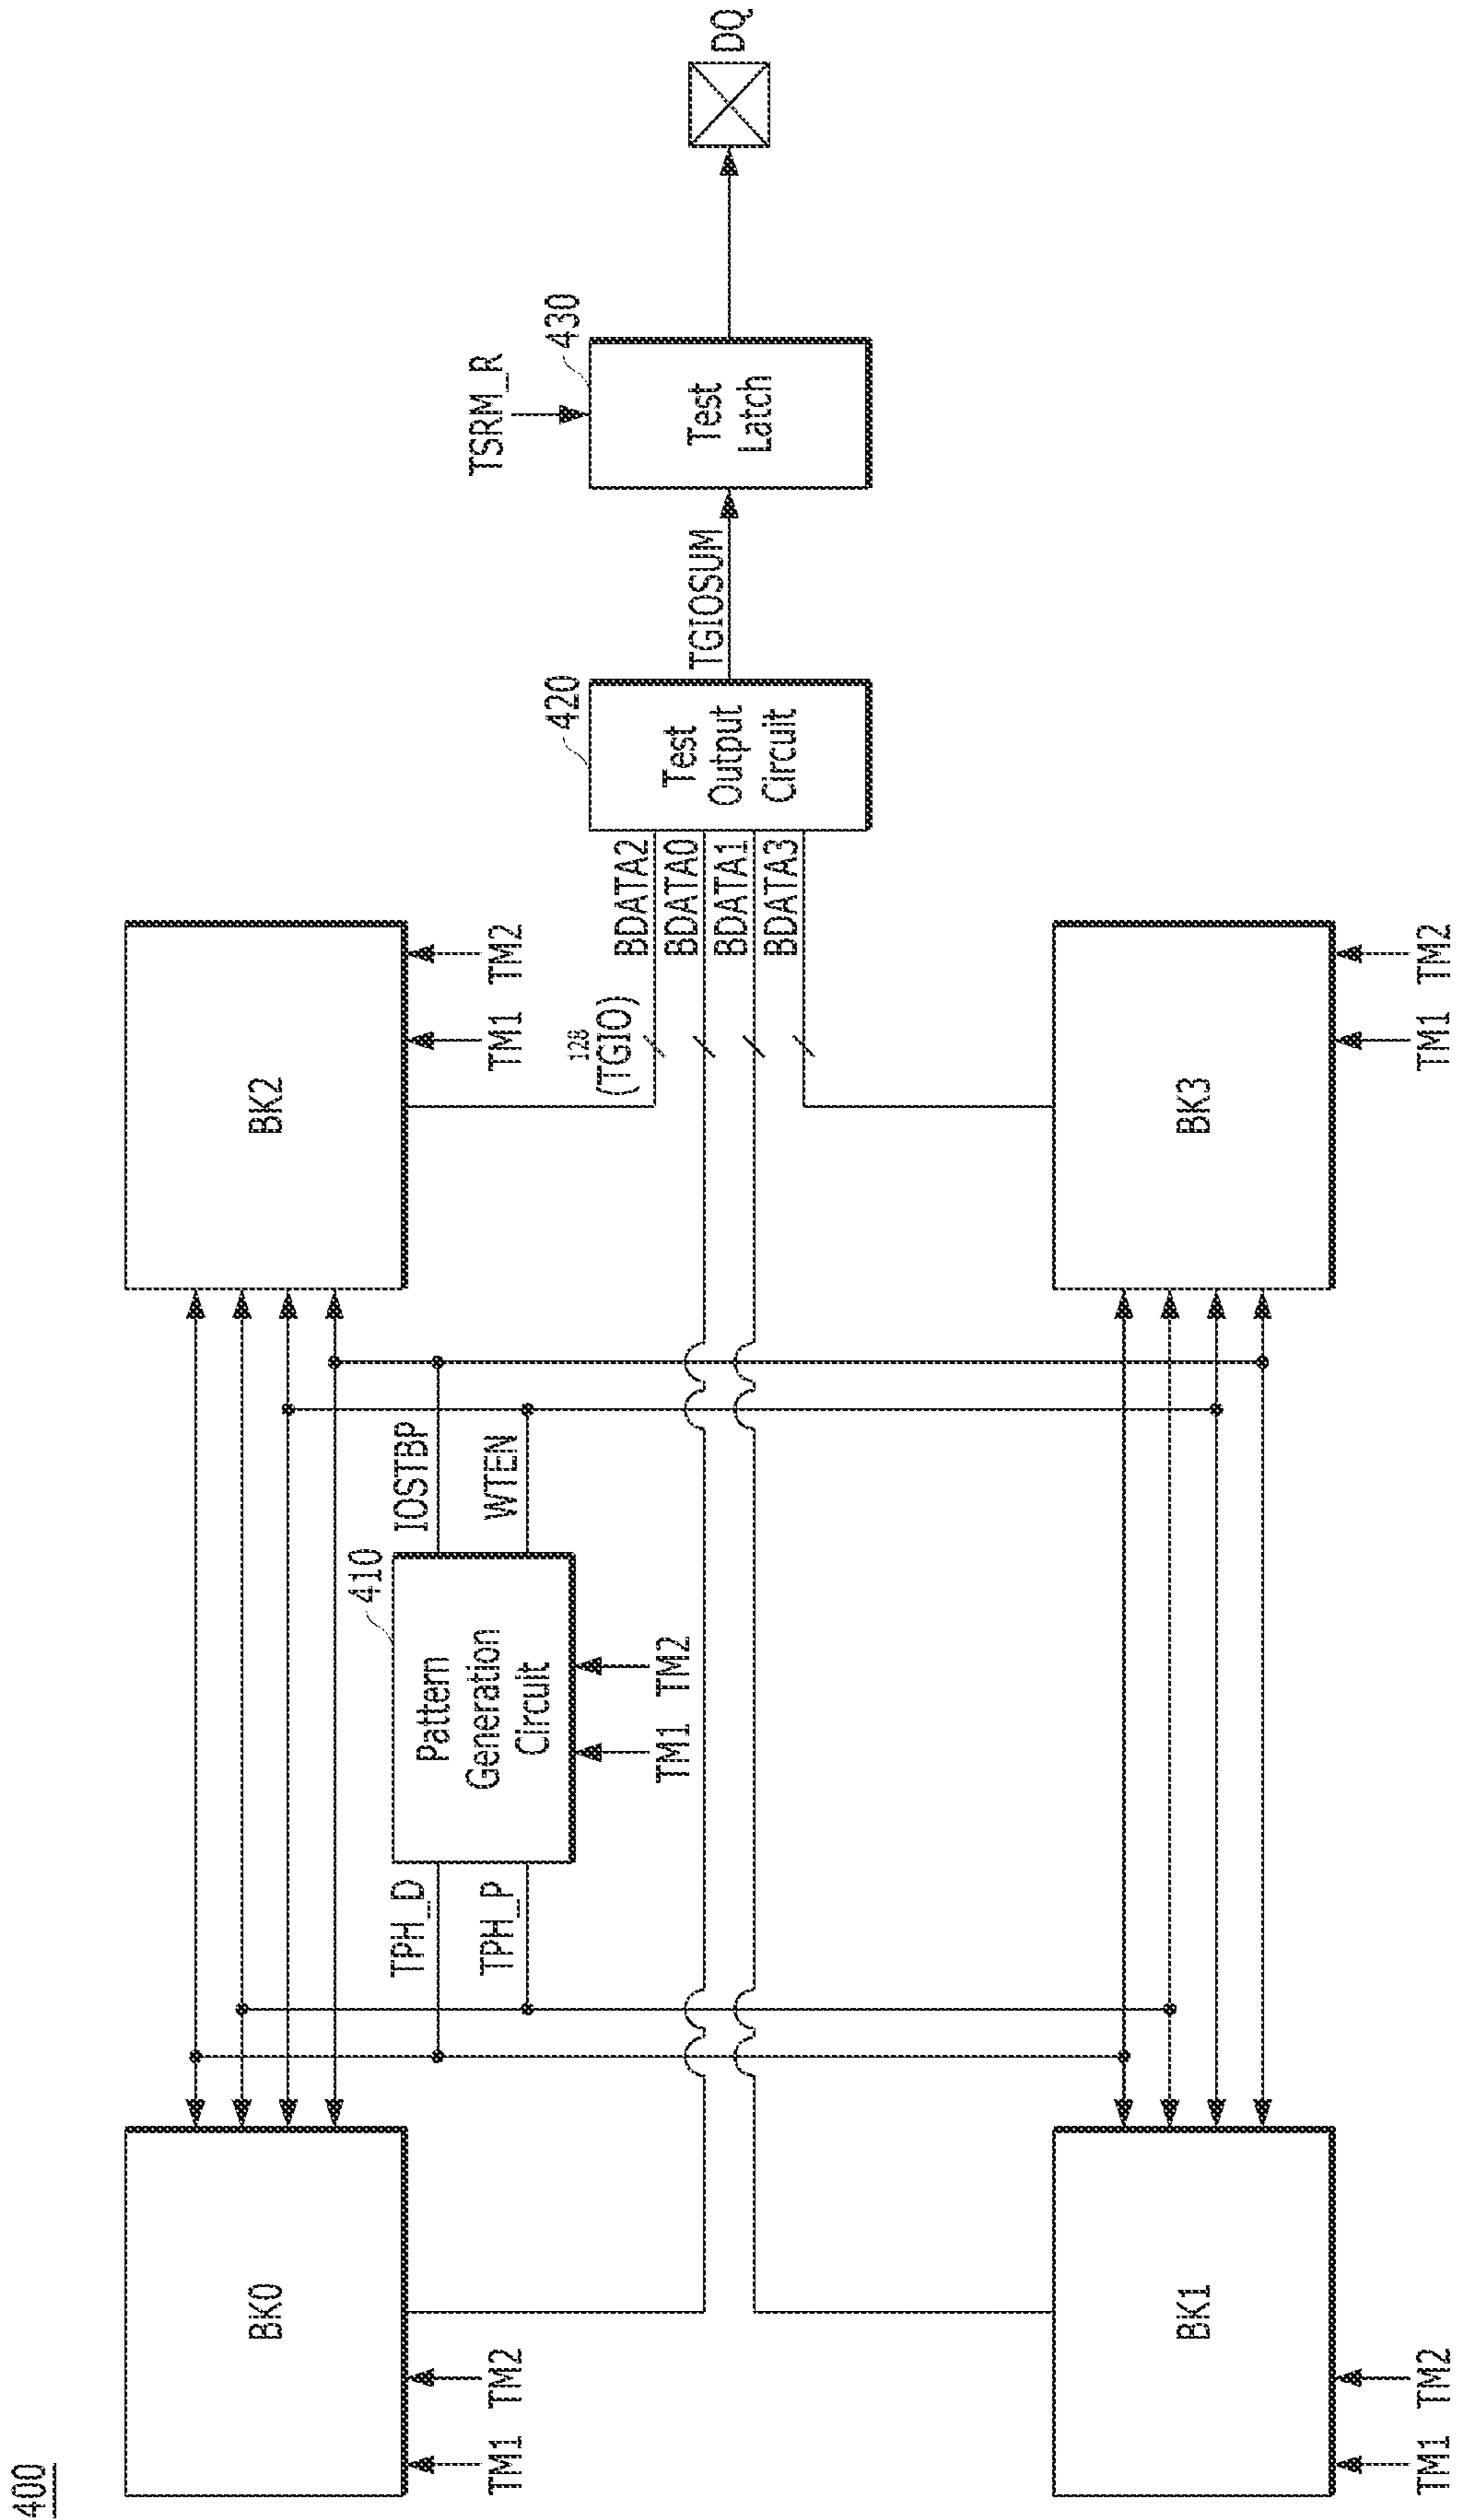 400
BK0
TM1 TM2
BK2
TM1 TM2
TPH_D
TPH_P
410
Pattern
Generation
Circuit
TM1 TM2
IOSTBP
WTEN
128
(TGIO)
BDATA2
BDATA0
BDATA1
BDATA3
420
Test
Output
Circuit
TGIOSUM
TSRM_R
430
Test
Latch
DQ
BK1
TM1 TM2
BK3
TM1 TM2